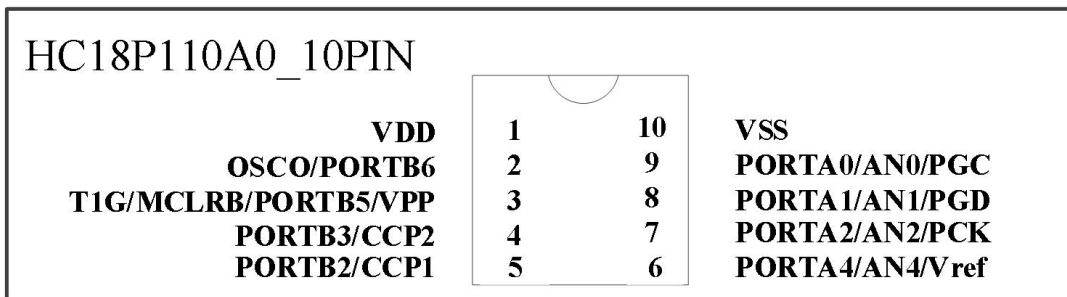 HC18P110A0_10PIN
VDD 1 10 VSS
OSCO/PORTB6 2 9 PORTA0/AN0/PGC
T1G/MCLRB/PORTB5/VPP 3 8 PORTA1/AN1/PGD
PORTB3/CCP2 4 7 PORTA2/AN2/PCK
PORTB2/CCP1 5 6 PORTA4/AN4/Vref